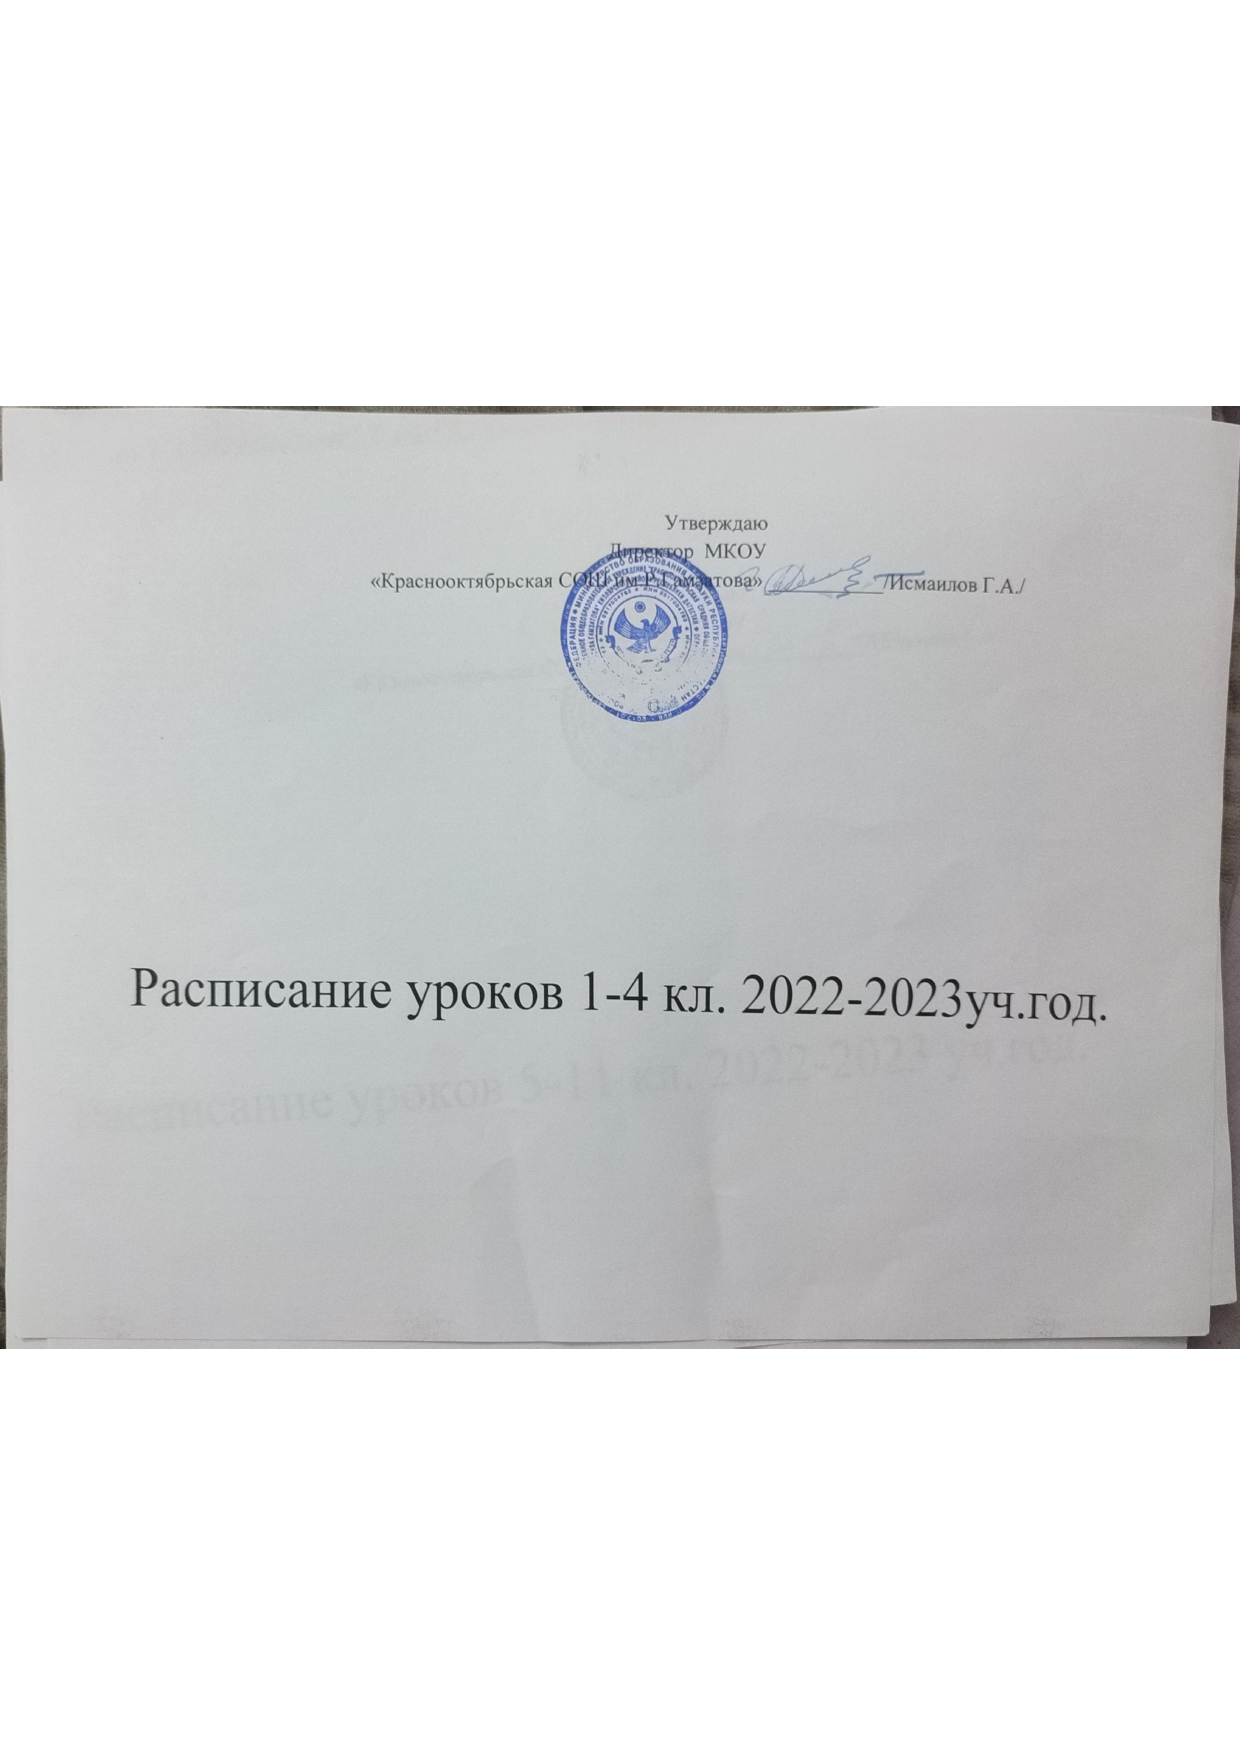 Утверждаю
Директор МКОУ
«Краснооктябрьская СОШ им.Р.Гамзатова» /Исмаилов Г.А./
Расписание уроков 1-4 кл. 2022-2023уч.год.
Расписание уроков 5-11 кл. 2022-2023 уч.год.